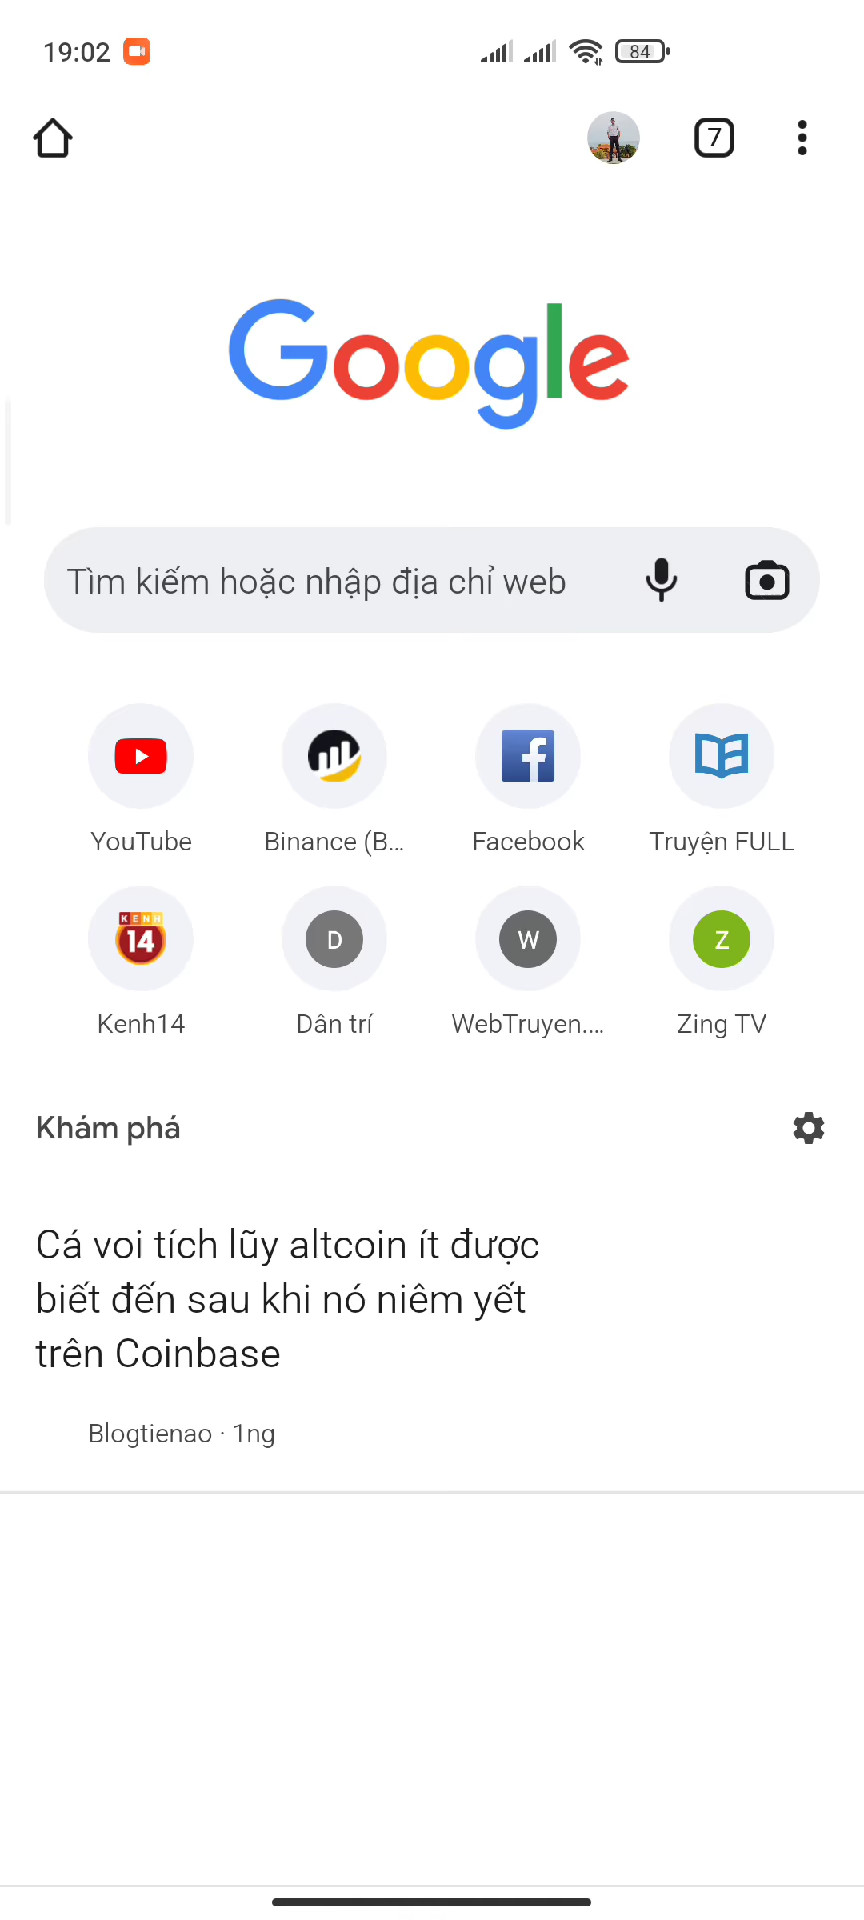 19:02
84
7
Google
Tìm kiếm hoặc nhập địa chỉ web
YouTube
Binance (B...
Facebook
Truyện FULL
KENH
14
D
W
Z
Kenh14
Dân trí
WebTruyen....
Zing TV
Khám phá
Cá voi tích lũy altcoin ít được
biết đến sau khi nó niêm yết
trên Coinbase
Blogtienao · 1ng